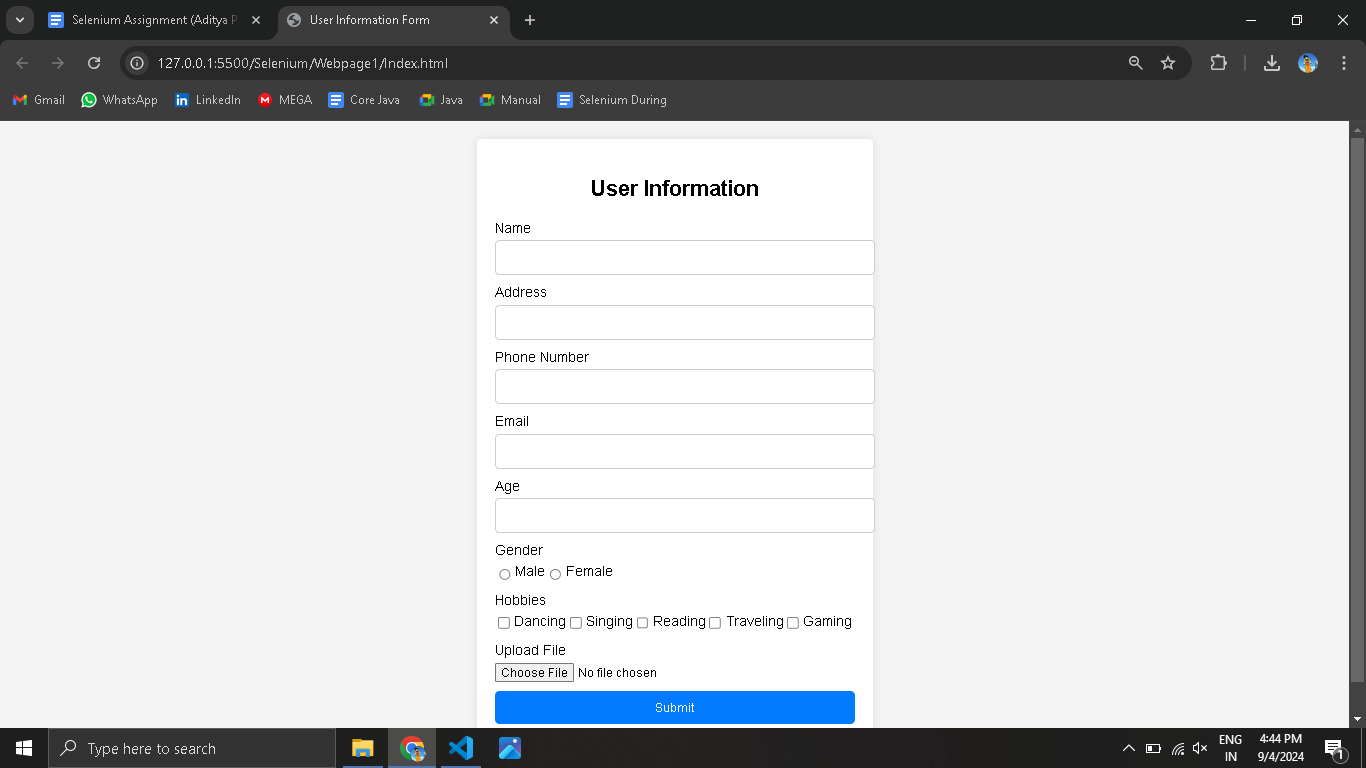 Selenium Assignment (Aditya P
User Information Form
127.0.0.1:5500/Selenium/Webpage1/Index.html
Gmail WhatsApp LinkedIn MEGA Core Java Java Manual Selenium During
User Information
Name
Address
Phone Number
Email
Age
Gender
Male Female
Hobbies
Dancing Singing Reading Traveling Gaming
Upload File
Choose File No file chosen
Submit
Type here to search
ENG
IN
4:44 PM
9/4/2024
1